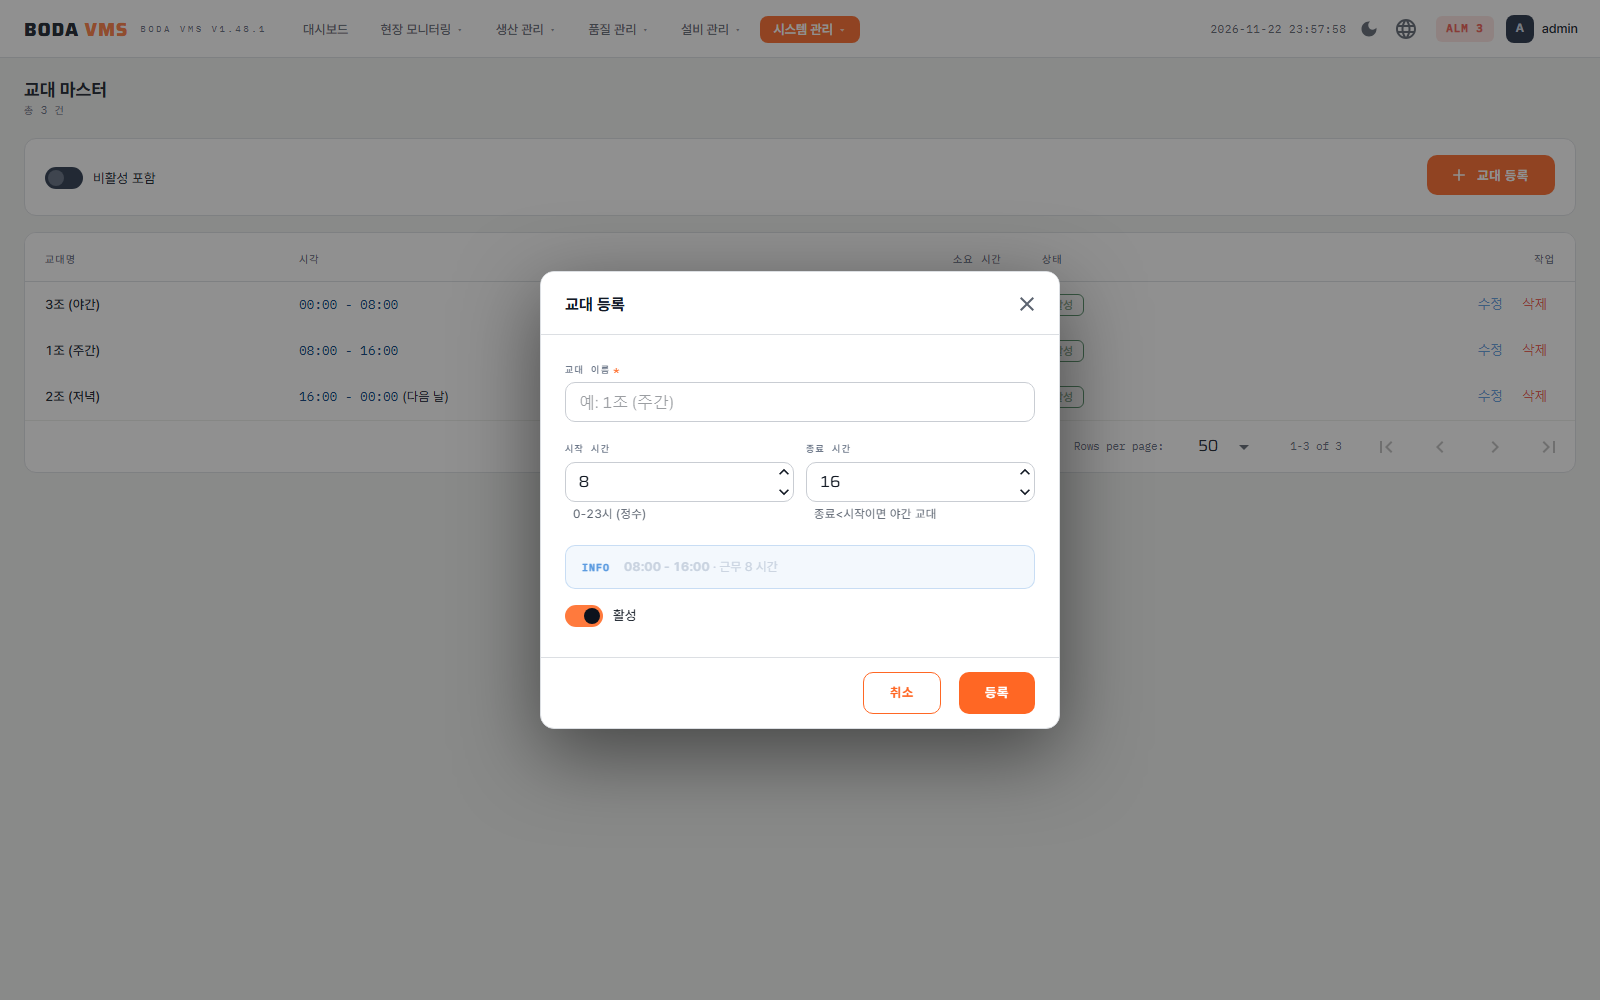 BODA VMS BODA VMS V1.48.1 대시보드 현장 모니터링 생산 관리 품질 관리 설비 관리 시스템 관리 2026-11-22 23:57:58 ALM 3 A admin
교대 마스터
총 3 건
비활성 포함
교대 등록
교대명 시각 소요 시간 상태 작업
3조 (야간) 00:00 - 08:00 수정 삭제
1조 (주간) 08:00 - 16:00 수정 삭제
2조 (저녁) 16:00 - 00:00 (다음 날) 수정 삭제
Rows per page: 50 1-3 of 3
교대 등록
교대 이름 *
예: 1조 (주간)
시작 시간 종료 시간
8 16
0-23시 (정수) 종료<시작이면 야간 교대
INFO 08:00 - 16:00 · 근무 8 시간
활성
취소 등록